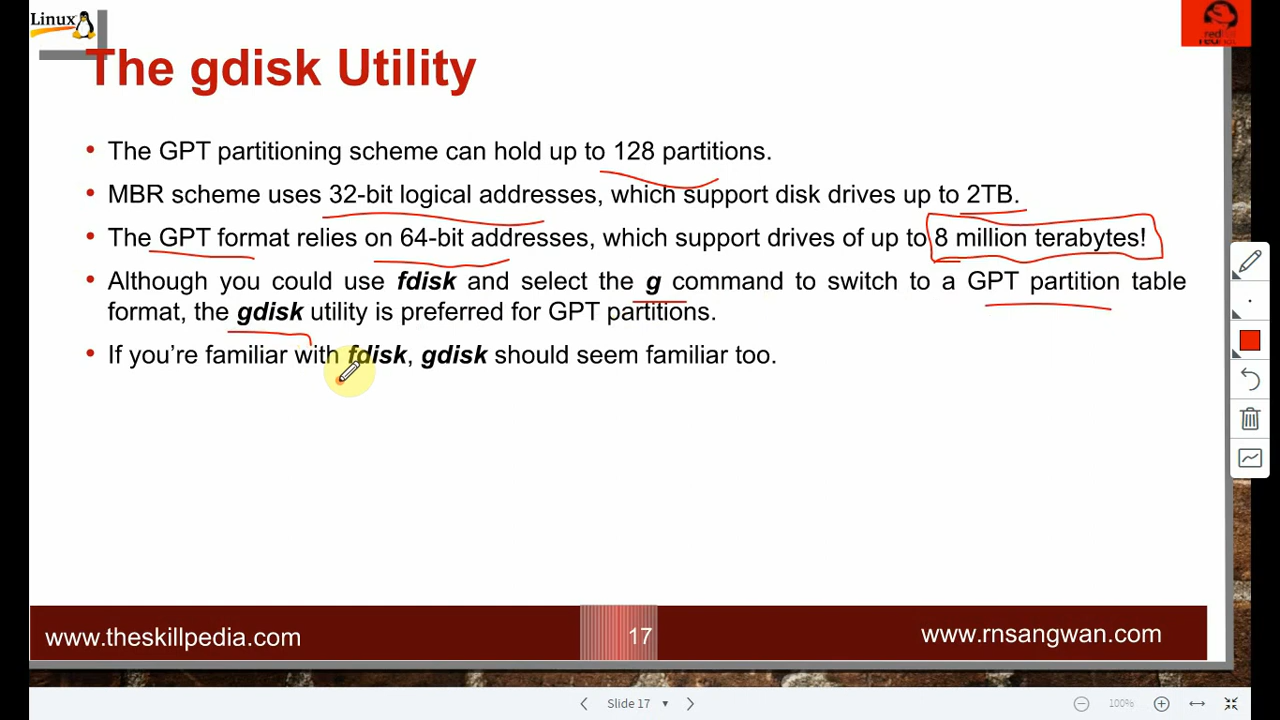 Linux
The gdisk Utility
• The GPT partitioning scheme can hold up to 128 partitions.
• MBR scheme uses 32-bit logical addresses, which support disk drives up to 2TB.
• The GPT format relies on 64-bit addresses, which support drives of up to 8 million terabytes!
• Although you could use fdisk and select the g command to switch to a GPT partition table
format, the gdisk utility is preferred for GPT partitions.
• If you’re familiar with fdisk, gdisk should seem familiar too.
www.theskillpedia.com
17
www.rnsangwan.com
Slide 17
100%